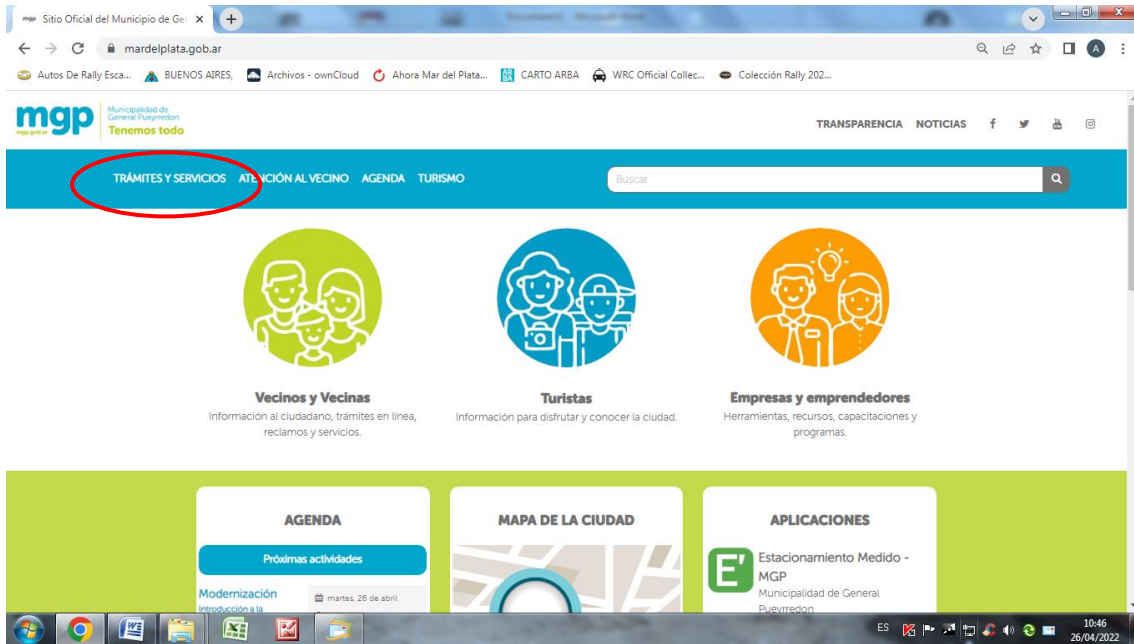 Sitio Oficial del Municipio de Ge
mardelplata.gob.ar
A
Autos De Rally Esca...
BUENOS AIRES,
Archivos - ownCloud
Ahora Mar del Plata...
CARTO ARBA
WRC Official Collec...
Colección Rally 202...
mgp
Municipalidad de
General Pueyrredon
Tenemos todo
TRANSPARENCIA NOTICIAS
TRÁMITES Y SERVICIOS ATENCIÓN AL VECINO AGENDA TURISMO
Buscar
Vecinos y Vecinas
Información al ciudadano, trámites en línea,
reclamos y servicios.
Turistas
Información para disfrutar y conocer la ciudad.
Empresas y emprendedores
Herramientas, recursos, capacitaciones y
programas.
AGENDA
Próximas actividades
Modernización
Introducción a la
martes, 26 de abril
MAPA DE LA CIUDAD
APLICACIONES
E'
Estacionamiento Medido -
MGP
Municipalidad de General
Pueyrredon
ES
10:46
26/04/2022